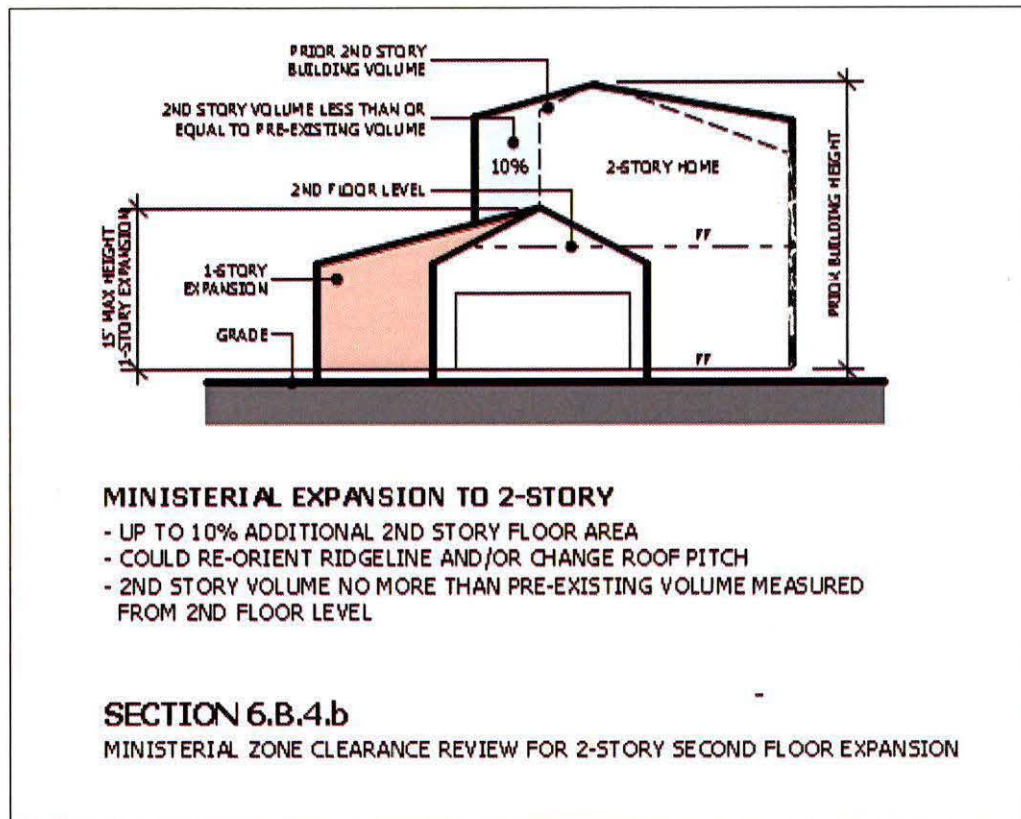 PRIOR 2ND STORY
BUILDING VOLUME
2ND STORY VOLUME LESS THAN OR
EQUAL TO PRE-EXISTING VOLUME
10%
2-STORY HOME
2ND FLOOR LEVEL
FF
1-STORY
EXPANSION
GRADE
FF
15' MAX HEIGHT
1-STORY EXPANSION
PRIOR BUILDING HEIGHT
MINISTERIAL EXPANSION TO 2-STORY
- UP TO 10% ADDITIONAL 2ND STORY FLOOR AREA
- COULD RE-ORIENT RIDGELINE AND/OR CHANGE ROOF PITCH
- 2ND STORY VOLUME NO MORE THAN PRE-EXISTING VOLUME MEASURED
FROM 2ND FLOOR LEVEL
SECTION 6.B.4.b
MINISTERIAL ZONE CLEARANCE REVIEW FOR 2-STORY SECOND FLOOR EXPANSION